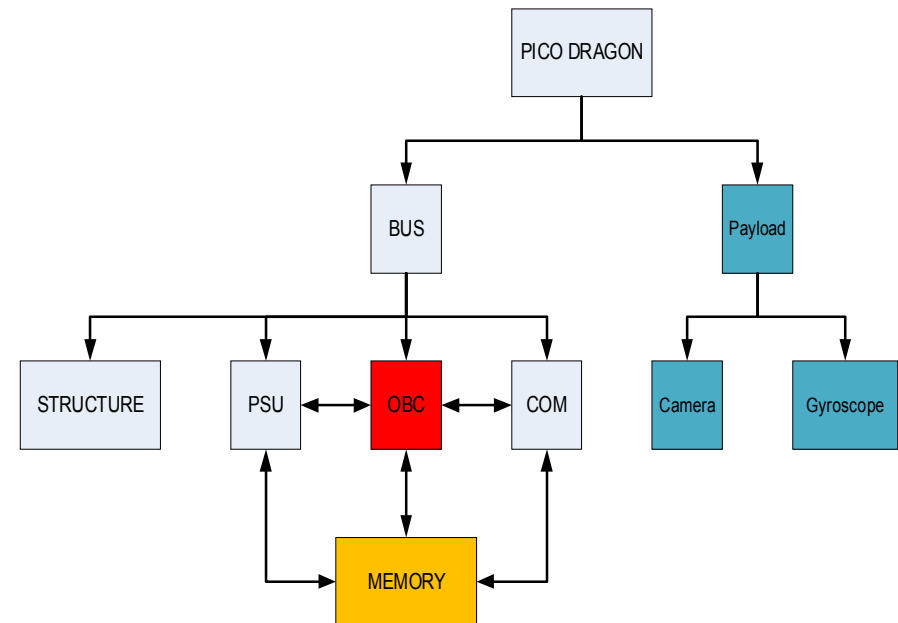 PICO DRAGON
BUS
Payload
STRUCTURE
PSU
OBC
COM
Camera
Gyroscope
MEMORY